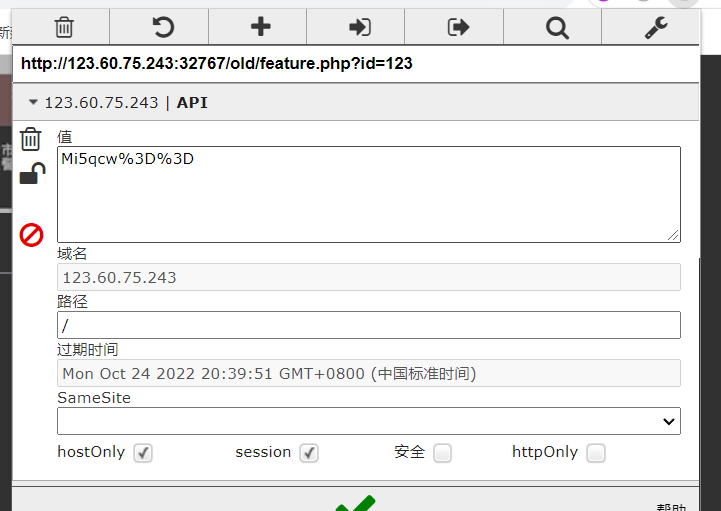 http://123.60.75.243:32767/old/feature.php?id=123
123.60.75.243 | API
值
Mi5qcw%3D%3D
域名
123.60.75.243
路径
/
过期时间
Mon Oct 24 2022 20:39:51 GMT+0800 (中国标准时间)
SameSite
hostOnly session 安全 httpOnly
帮助